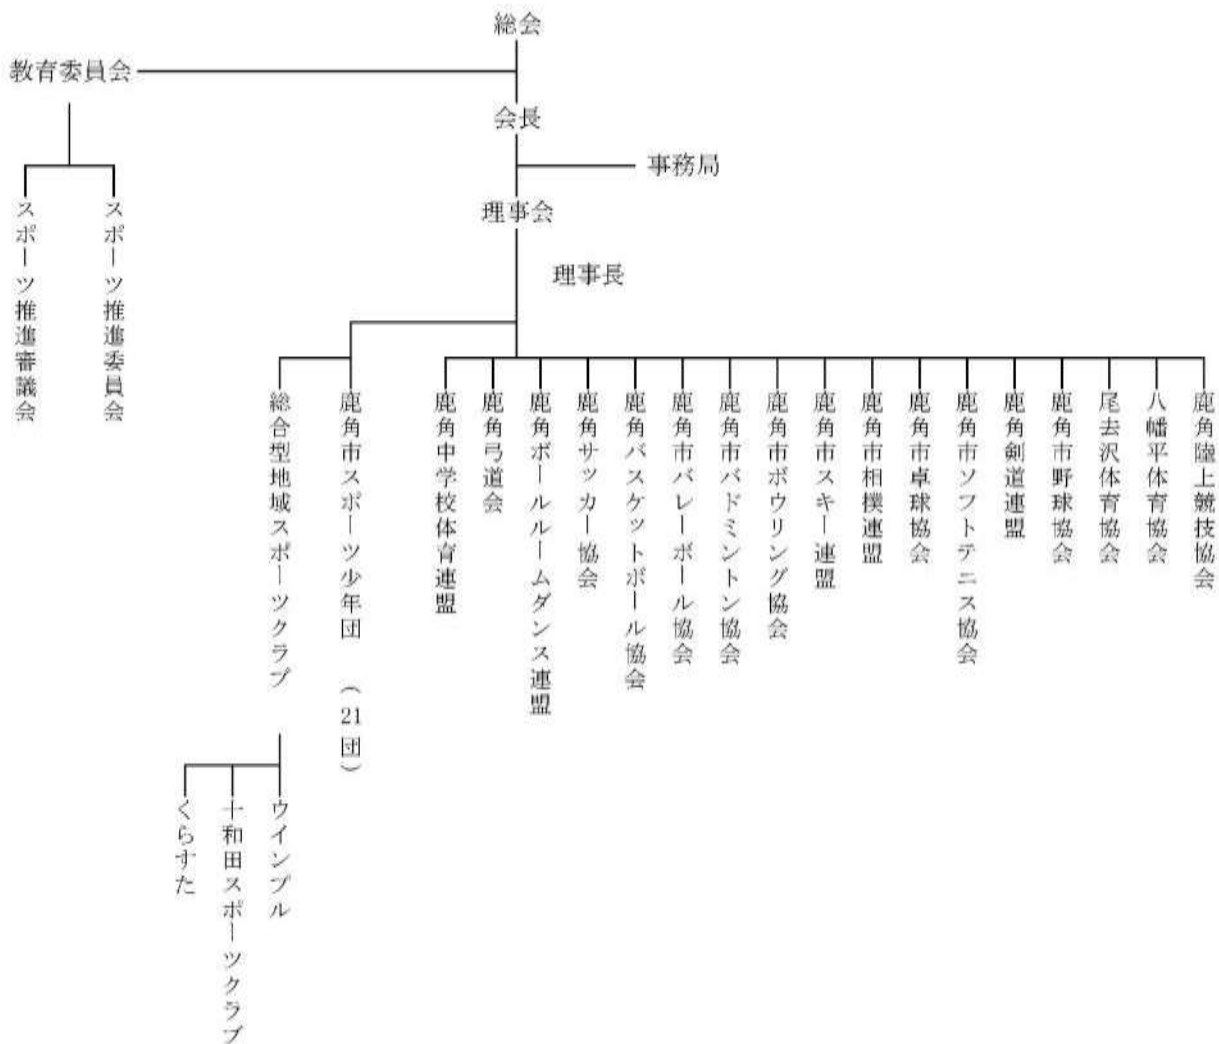 総会
教育委員会
会長
事務局
理事会
理事長
スポーツ推進委員会
スポーツ推進審議会
鹿角陸上競技協会
八幡平体育協会
尾去沢体育協会
鹿角市野球協会
鹿角剣道連盟
鹿角市ソフトテニス協会
鹿角市卓球協会
鹿角市相撲連盟
鹿角市スキー連盟
鹿角市ボウリング協会
鹿角市バドミントン協会
鹿角市バレーボール協会
鹿角バスケットボール協会
鹿角サッカー協会
鹿角ボールルームダンス連盟
鹿角弓道会
鹿角中学校体育連盟
鹿角市スポーツ少年団 （21団）
総合型地域スポーツクラブ
ウインプル
十和田スポーツクラブ
くらすた